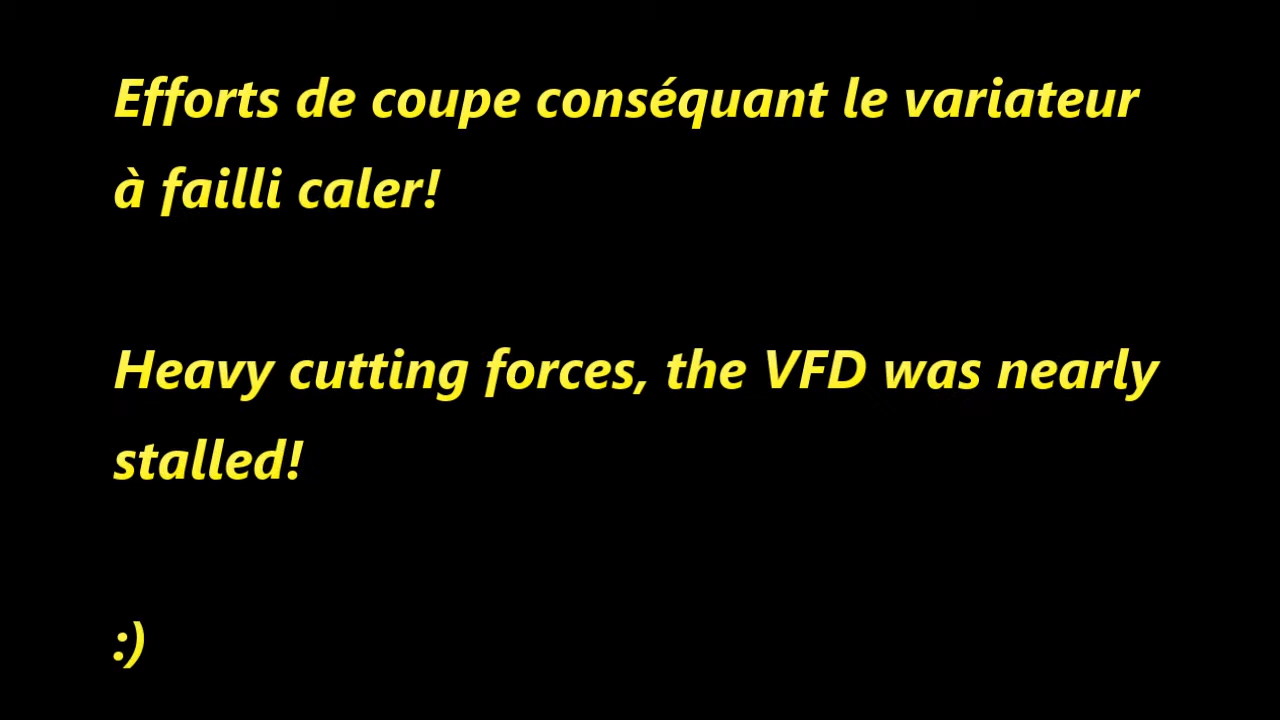 Efforts de coupe conséquant le variateur
à failli caler!
Heavy cutting forces, the VFD was nearly
stalled!
:)